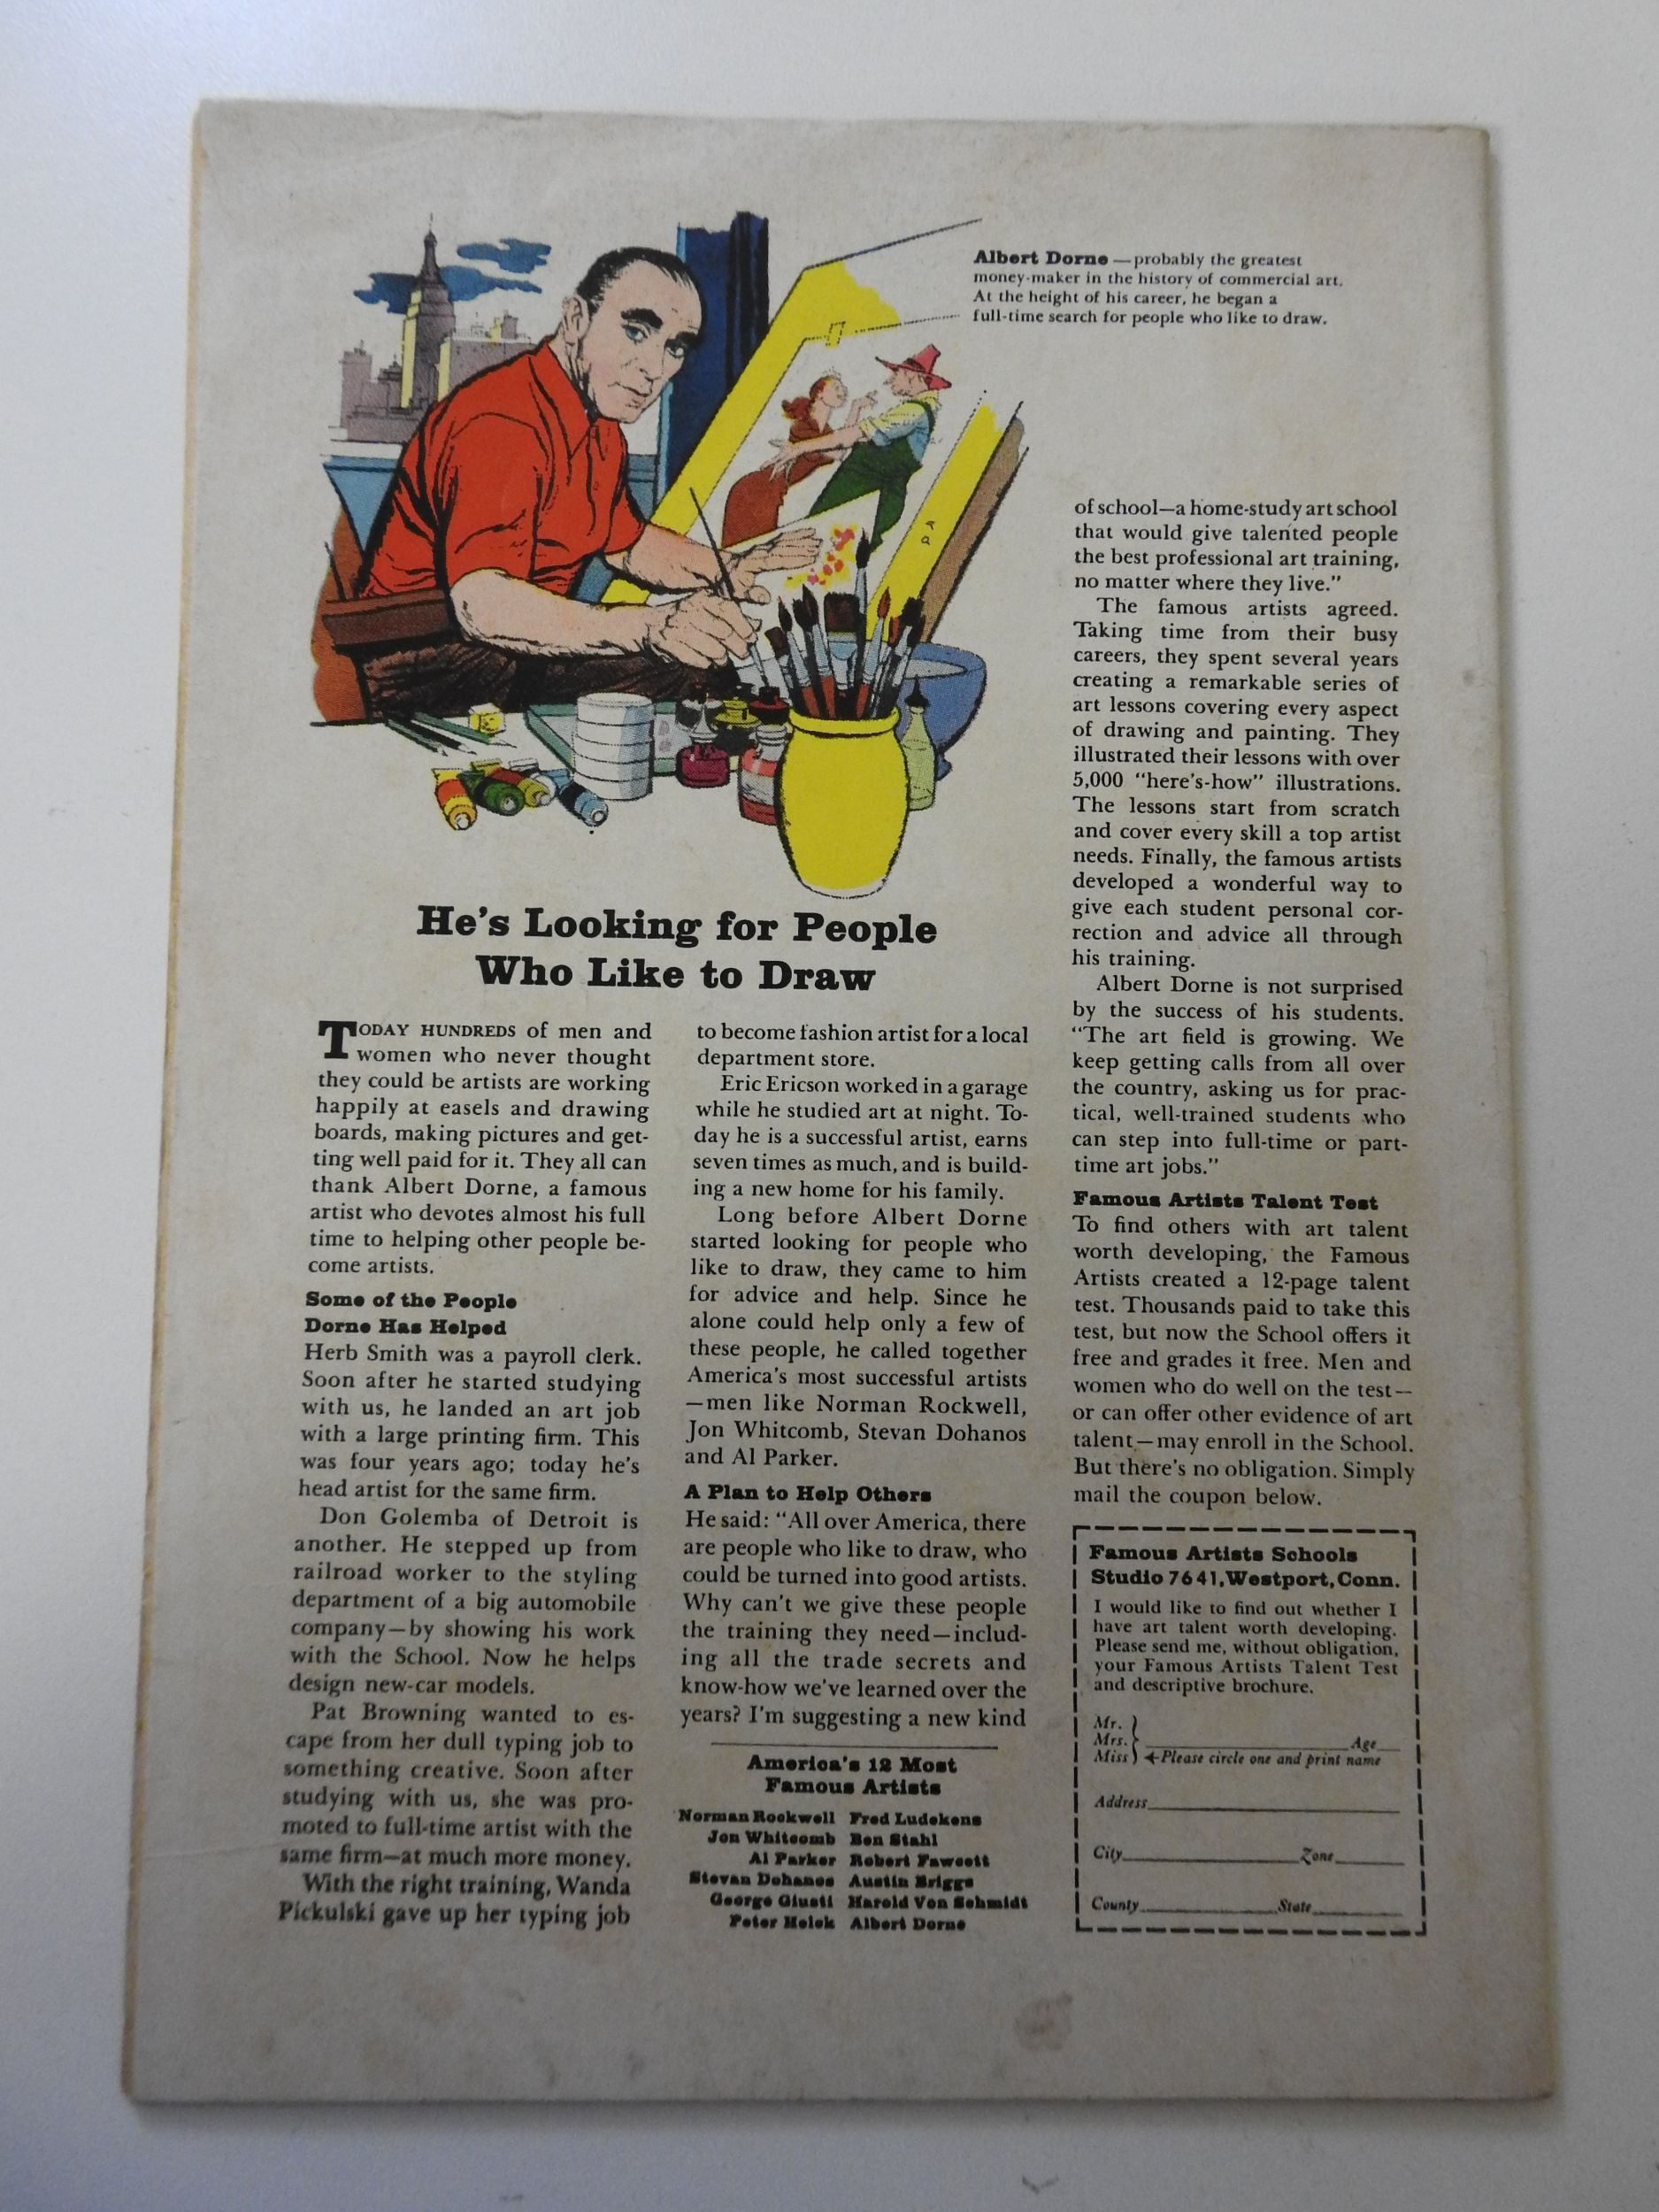 Albert Dorne — probably the greatest
money-maker in the history of commercial art.
At the height of his career, he began a
full-time search for people who like to draw.
He's Looking for People
Who Like to Draw
TODAY HUNDREDS of men and
women who never thought
they could be artists are working
happily at easels and drawing
boards, making pictures and get-
ting well paid for it. They all can
thank Albert Dorne, a famous
artist who devotes almost his full
time to helping other people be-
come artists.
Some of the People
Dorne Has Helped
Herb Smith was a payroll clerk.
Soon after he started studying
with us, he landed an art job
with a large printing firm. This
was four years ago; today he's
head artist for the same firm.
Don Golemba of Detroit is
another. He stepped up from
railroad worker to the styling
department of a big automobile
company—by showing his work
with the School. Now he helps
design new-car models.
Pat Browning wanted to es-
cape from her dull typing job to
something creative. Soon after
studying with us, she was pro-
moted to full-time artist with the
same firm—at much more money.
With the right training, Wanda
Pickulski gave up her typing job
to become fashion artist for a local
department store.
Eric Ericson worked in a garage
while he studied art at night. To-
day he is a successful artist, earns
seven times as much, and is build-
ing a new home for his family.
Long before Albert Dorne
started looking for people who
like to draw, they came to him
for advice and help. Since he
alone could help only a few of
these people, he called together
America's most successful artists
—men like Norman Rockwell,
Jon Whitcomb, Stevan Dohanos
and Al Parker.
A Plan to Help Others
He said: "All over America, there
are people who like to draw, who
could be turned into good artists.
Why can't we give these people
the training they need—includ-
ing all the trade secrets and
know-how we've learned over the
years? I'm suggesting a new kind
America's 12 Most
Famous Artists
Norman Rockwell Fred Ludekens
Jon Whitcomb Ben Stahl
Al Parker Robert Fawcett
Stevan Dohanos Austin Briggs
George Giusti Harold Von Schmidt
Peter Helck Albert Dorne
of school—a home-study art school
that would give talented people
the best professional art training,
no matter where they live."
The famous artists agreed.
Taking time from their busy
careers, they spent several years
creating a remarkable series of
art lessons covering every aspect
of drawing and painting. They
illustrated their lessons with over
5,000 "here's-how" illustrations.
The lessons start from scratch
and cover every skill a top artist
needs. Finally, the famous artists
developed a wonderful way to
give each student personal cor-
rection and advice all through
his training.
Albert Dorne is not surprised
by the success of his students.
"The art field is growing. We
keep getting calls from all over
the country, asking us for prac-
tical, well-trained students who
can step into full-time or part-
time art jobs."
Famous Artists Talent Test
To find others with art talent
worth developing, the Famous
Artists created a 12-page talent
test. Thousands paid to take this
test, but now the School offers it
free and grades it free. Men and
women who do well on the test—
or can offer other evidence of art
talent—may enroll in the School.
But there's no obligation. Simply
mail the coupon below.
Famous Artists Schools
Studio 7641, Westport, Conn.
I would like to find out whether I
have art talent worth developing.
Please send me, without obligation,
your Famous Artists Talent Test
and descriptive brochure.
Mr.
Mrs. Age
Miss Please circle one and print name
Address
City Zone
County State